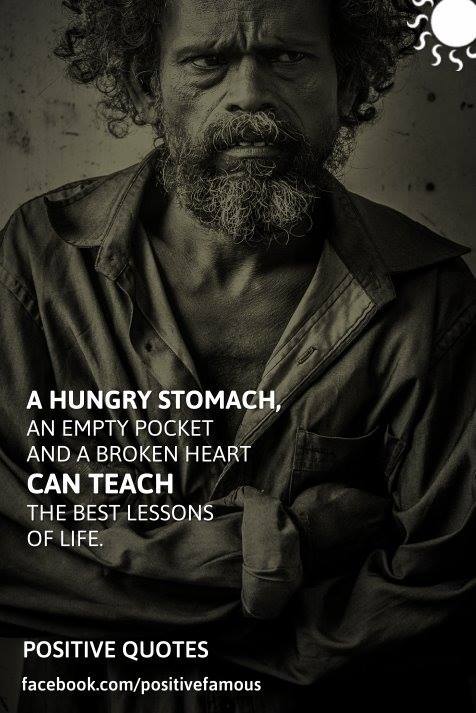 A HUNGRY STOMACH,
AN EMPTY POCKET
AND A BROKEN HEART
CAN TEACH
THE BEST LESSONS
OF LIFE.
POSITIVE QUOTES
facebook.com/positivefamous